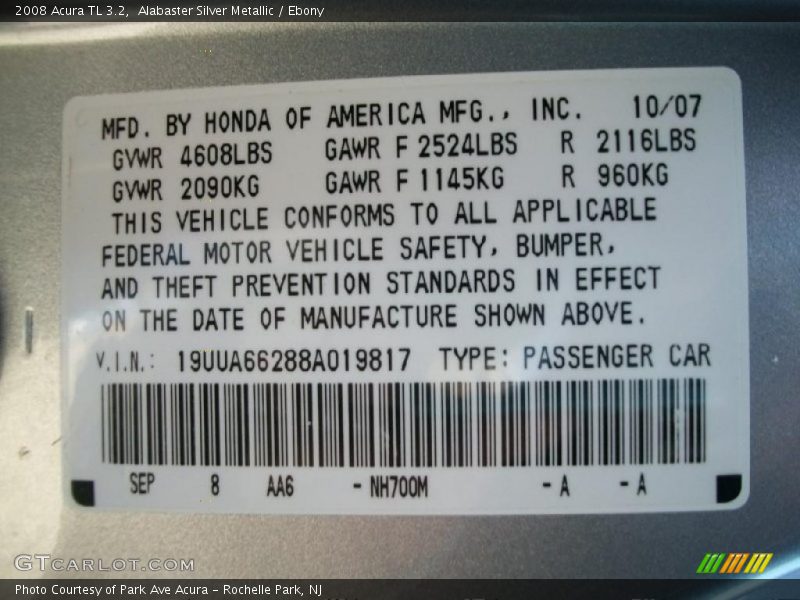 2008 Acura TL 3.2,  Alabaster Silver Metallic / Ebony
MFD. BY HONDA OF AMERICA MFG., INC. 10/07
GVWR 4608LBS GAWR F 2524LBS R 2116LBS
GVWR 2090KG GAWR F 1145KG R 960KG
THIS VEHICLE CONFORMS TO ALL APPLICABLE
FEDERAL MOTOR VEHICLE SAFETY, BUMPER,
AND THEFT PREVENTION STANDARDS IN EFFECT
ON THE DATE OF MANUFACTURE SHOWN ABOVE.
V.I.N.: 19UUA66288A019817 TYPE: PASSENGER CAR
SEP 8 AA6 - NH700M - A - A
GTCARLOT.COM
Photo Courtesy of Park Ave Acura – Rochelle Park, NJ